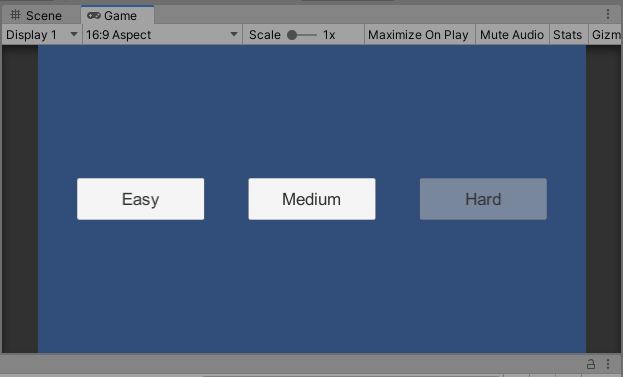 Scene Game
Display 1 16:9 Aspect Scale 1x Maximize On Play Mute Audio Stats Gizm
Easy Medium Hard